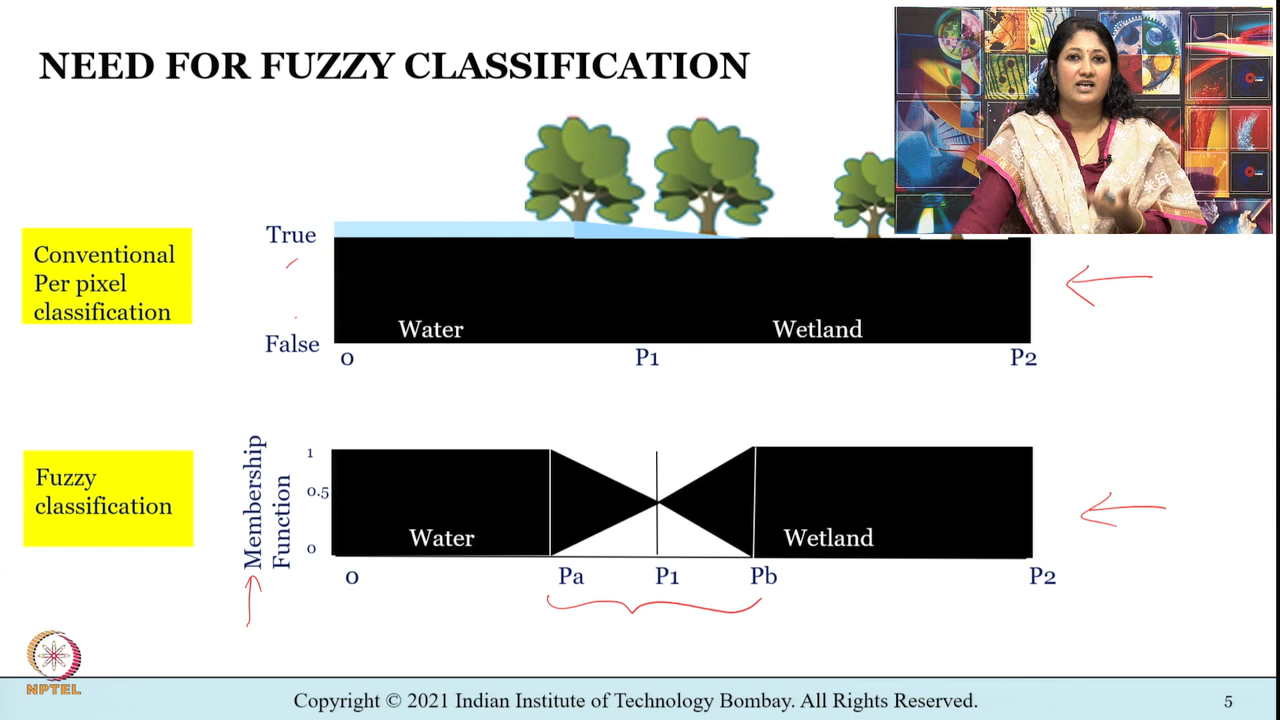 NEED FOR FUZZY CLASSIFICATION
Conventional
Per pixel
classification
True
False
Water
Wetland
0
P1
P2
Fuzzy
classification
Membership
Function
1
0.5
0
Water
Wetland
0
Pa
P1
Pb
P2
NPTEL
Copyright © 2021 Indian Institute of Technology Bombay. All Rights Reserved.
5